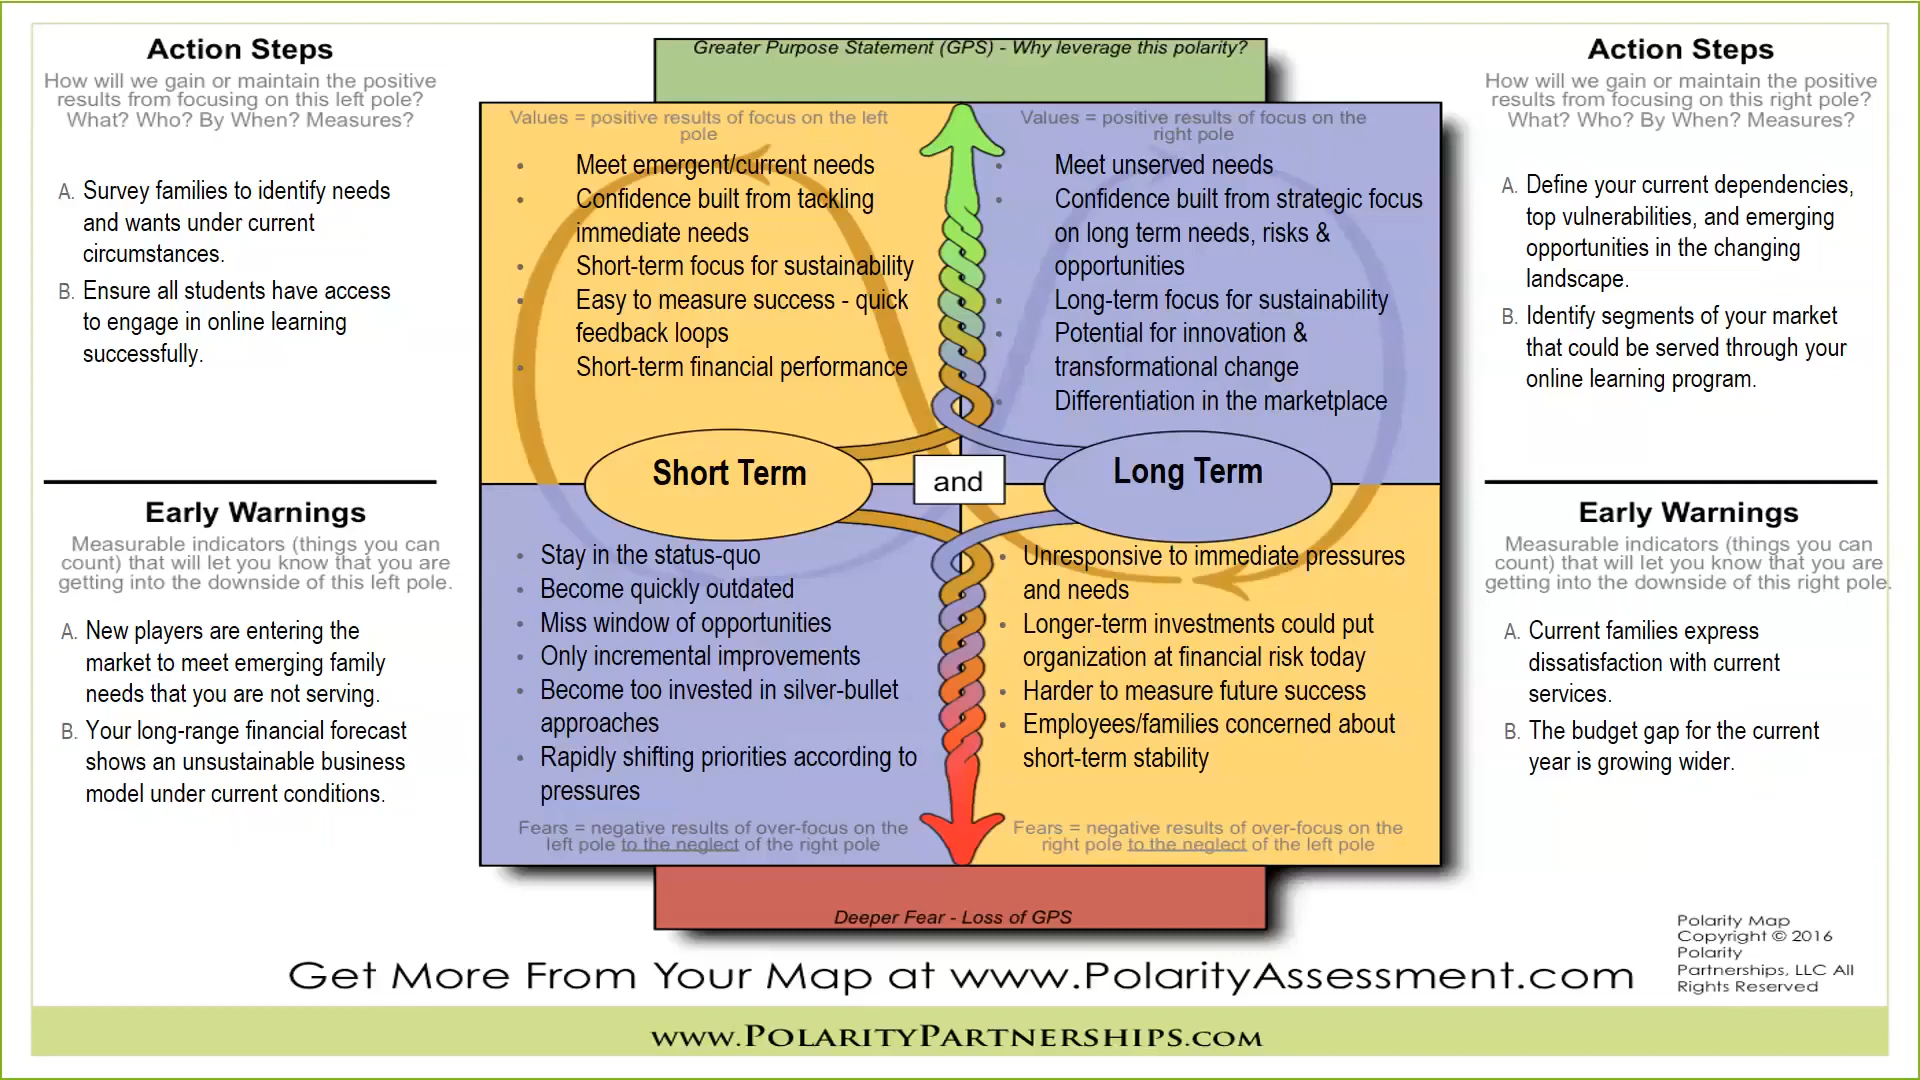 Action Steps
How will we gain or maintain the positive
results from focusing on this left pole?
What? Who? By When? Measures?
A. Survey families to identify needs
and wants under current
circumstances.
B. Ensure all students have access
to engage in online learning
successfully.
Early Warnings
Measurable indicators (things you can
count) that will let you know that you are
getting into the downside of this left pole.
A. New players are entering the
market to meet emerging family
needs that you are not serving.
B. Your long-range financial forecast
shows an unsustainable business
model under current conditions.
Greater Purpose Statement (GPS) - Why leverage this polarity?
Values = positive results of focus on the left
pole
• Meet emergent/current needs
• Confidence built from tackling
immediate needs
• Short-term focus for sustainability
• Easy to measure success - quick
feedback loops
• Short-term financial performance
Values = positive results of focus on the
right pole
• Meet unserved needs
• Confidence built from strategic focus
on long term needs, risks &
opportunities
• Long-term focus for sustainability
• Potential for innovation &
transformational change
• Differentiation in the marketplace
Short Term
and
Long Term
• Stay in the status-quo
• Become quickly outdated
• Miss window of opportunities
• Only incremental improvements
• Become too invested in silver-bullet
approaches
• Rapidly shifting priorities according to
pressures
Fears = negative results of over-focus on the
left pole to the neglect of the right pole
• Unresponsive to immediate pressures
and needs
• Longer-term investments could put
organization at financial risk today
• Harder to measure future success
• Employees/families concerned about
short-term stability
Fears = negative results of over-focus on the
right pole to the neglect of the left pole
Deeper Fear - Loss of GPS
Action Steps
How will we gain or maintain the positive
results from focusing on this right pole?
What? Who? By When? Measures?
A. Define your current dependencies,
top vulnerabilities, and emerging
opportunities in the changing
landscape.
B. Identify segments of your market
that could be served through your
online learning program.
Early Warnings
Measurable indicators (things you can
count) that will let you know that you are
getting into the downside of this right pole.
A. Current families express
dissatisfaction with current
services.
B. The budget gap for the current
year is growing wider.
Polarity Map
Copyright © 2016
Polarity
Partnerships, LLC All
Rights Reserved
Get More From Your Map at www.PolarityAssessment.com
www.PolarityPartnerships.com